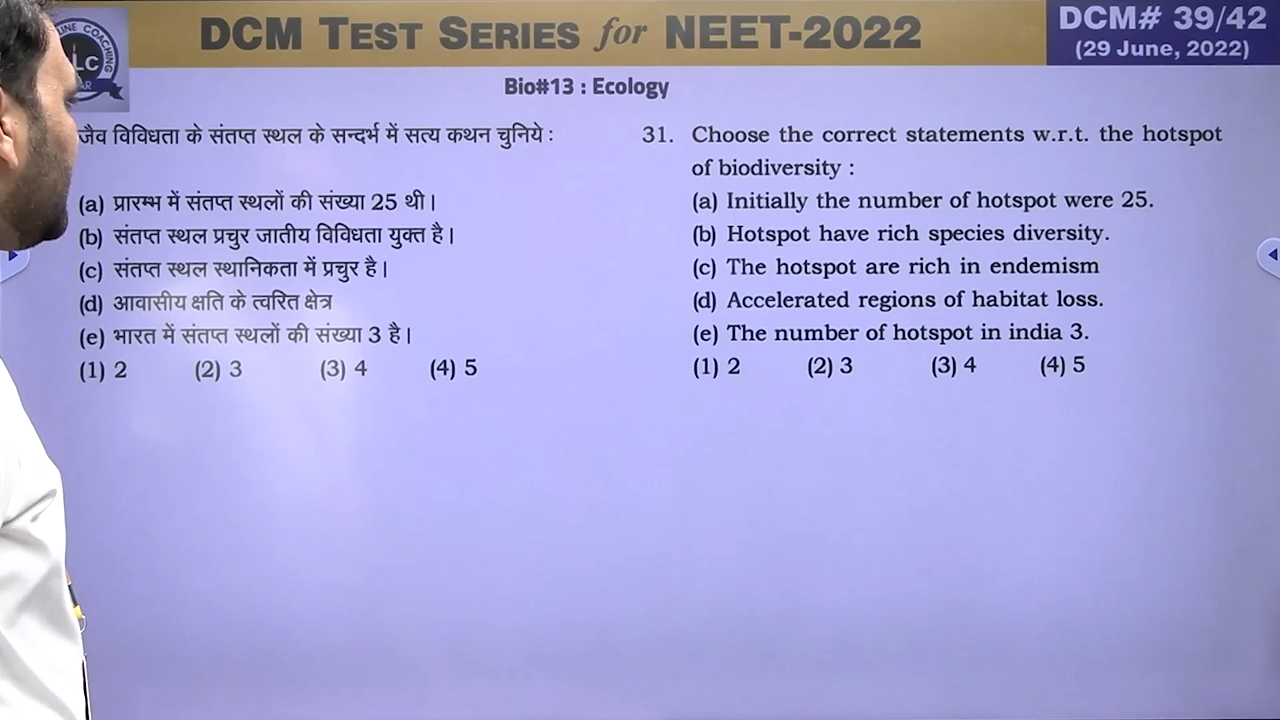 DCM TEST SERIES for NEET-2022
DCM# 39/42
(29 June, 2022)
Bio#13 : Ecology
जैव विविधता के संतप्त स्थल के सन्दर्भ में सत्य कथन चुनिये :
(a) प्रारम्भ में संतप्त स्थलों की संख्या 25 थी।
(b) संतप्त स्थल प्रचुर जातीय विविधता युक्त है।
(c) संतप्त स्थल स्थानिकता में प्रचुर है।
(d) आवासीय क्षति के त्वरित क्षेत्र
(e) भारत में संतप्त स्थलों की संख्या 3 है।
(1) 2 (2) 3 (3) 4 (4) 5
31. Choose the correct statements w.r.t. the hotspot
of biodiversity :
(a) Initially the number of hotspot were 25.
(b) Hotspot have rich species diversity.
(c) The hotspot are rich in endemism
(d) Accelerated regions of habitat loss.
(e) The number of hotspot in india 3.
(1) 2 (2) 3 (3) 4 (4) 5